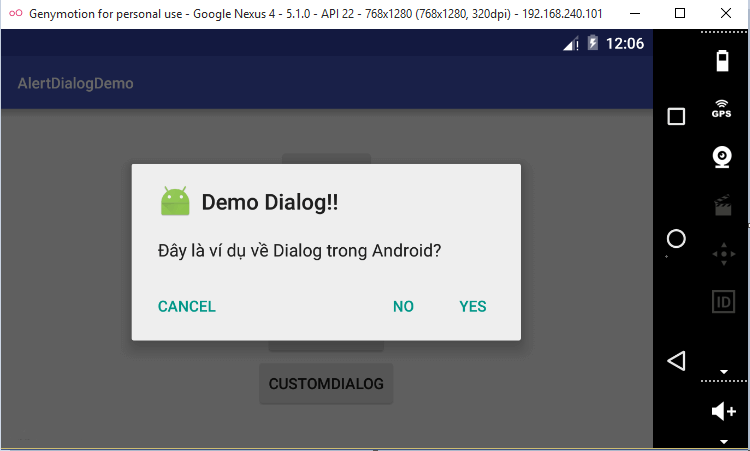 Genymotion for personal use - Google Nexus 4 - 5.1.0 - API 22 - 768x1280 (768x1280, 320dpi) - 192.168.240.101
12:06
AlertDialogDemo
GPS
Demo Dialog!!
Đây là ví dụ về Dialog trong Android?
CANCEL NO YES
ID
CUSTOMDIALOG